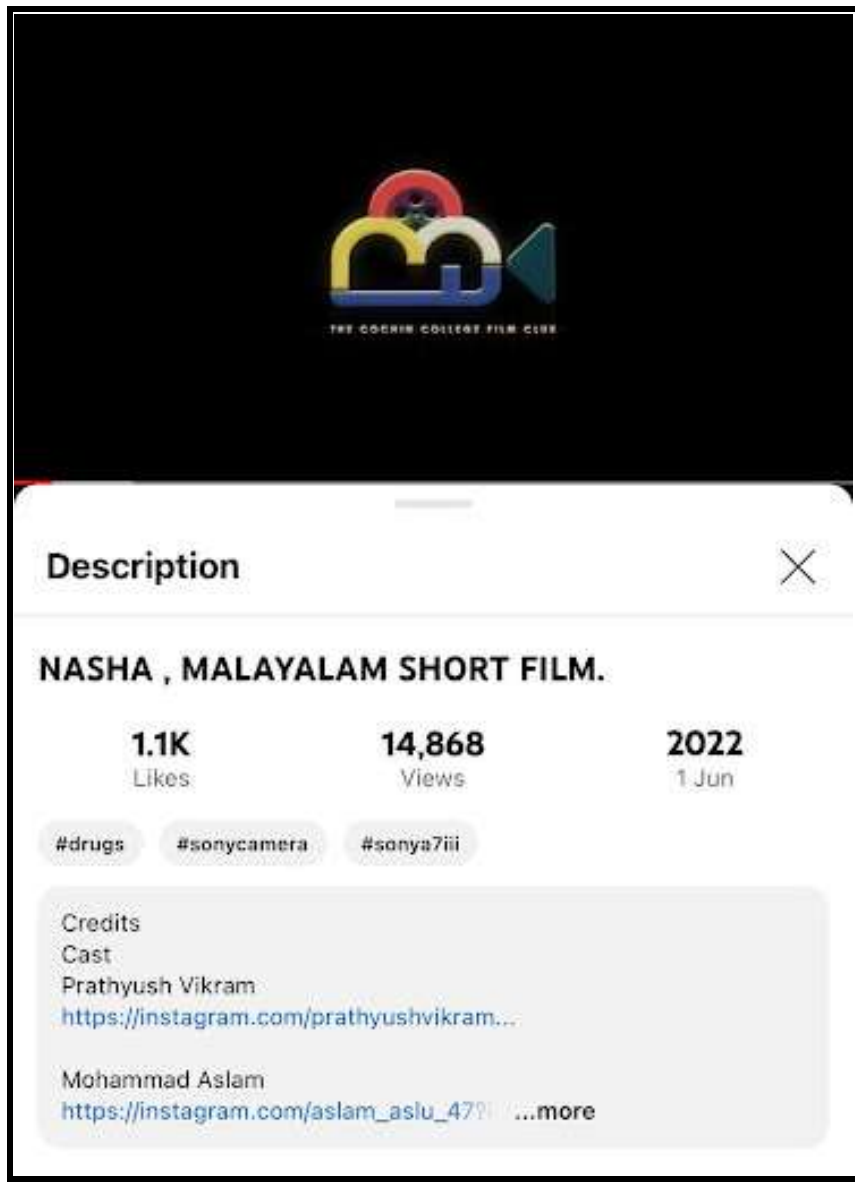 THE COCHIN COLLEGE FILM CLUB
Description
NASHA , MALAYALAM SHORT FILM.
1.1K 14,868 2022
Likes Views 1 Jun
#drugs #sonycamera #sonya7iii
Credits
Cast
Prathyush Vikram
https://instagram.com/prathyushvikram...
Mohammad Aslam
https://instagram.com/aslam_aslu_47? ...more